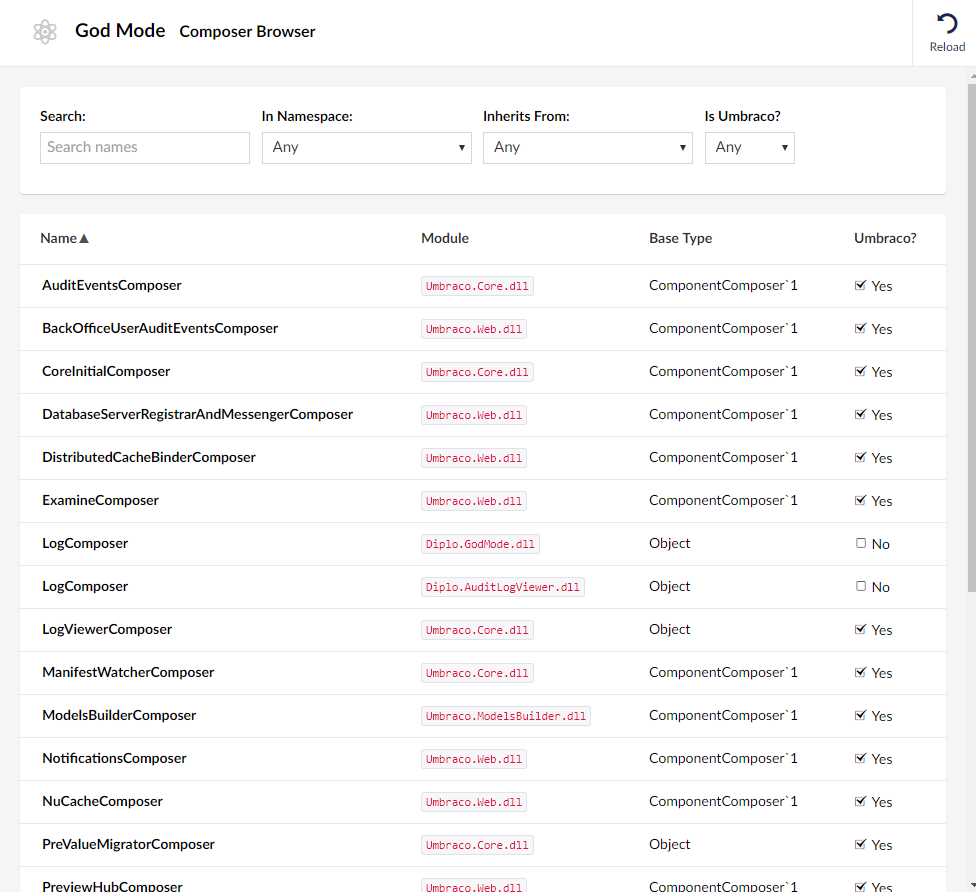 God Mode Composer Browser
Reload
Search: In Namespace: Inherits From: Is Umbraco?
Search names Any Any Any
Name▲ Module Base Type Umbraco?
AuditEventsComposer Umbraco.Core.dll ComponentComposer`1 Yes
BackOfficeUserAuditEventsComposer Umbraco.Web.dll ComponentComposer`1 Yes
CoreInitialComposer Umbraco.Core.dll ComponentComposer`1 Yes
DatabaseServerRegistrarAndMessengerComposer Umbraco.Web.dll ComponentComposer`1 Yes
DistributedCacheBinderComposer Umbraco.Web.dll ComponentComposer`1 Yes
ExamineComposer Umbraco.Web.dll ComponentComposer`1 Yes
LogComposer Diplo.GodMode.dll Object No
LogComposer Diplo.AuditLogViewer.dll Object No
LogViewerComposer Umbraco.Core.dll Object Yes
ManifestWatcherComposer Umbraco.Core.dll ComponentComposer`1 Yes
ModelsBuilderComposer Umbraco.ModelsBuilder.dll ComponentComposer`1 Yes
NotificationsComposer Umbraco.Web.dll ComponentComposer`1 Yes
NuCacheComposer Umbraco.Web.dll ComponentComposer`1 Yes
PreValueMigratorComposer Umbraco.Core.dll Object Yes
PreviewHubComposer Umbraco.Web.dll ComponentComposer`1 Yes